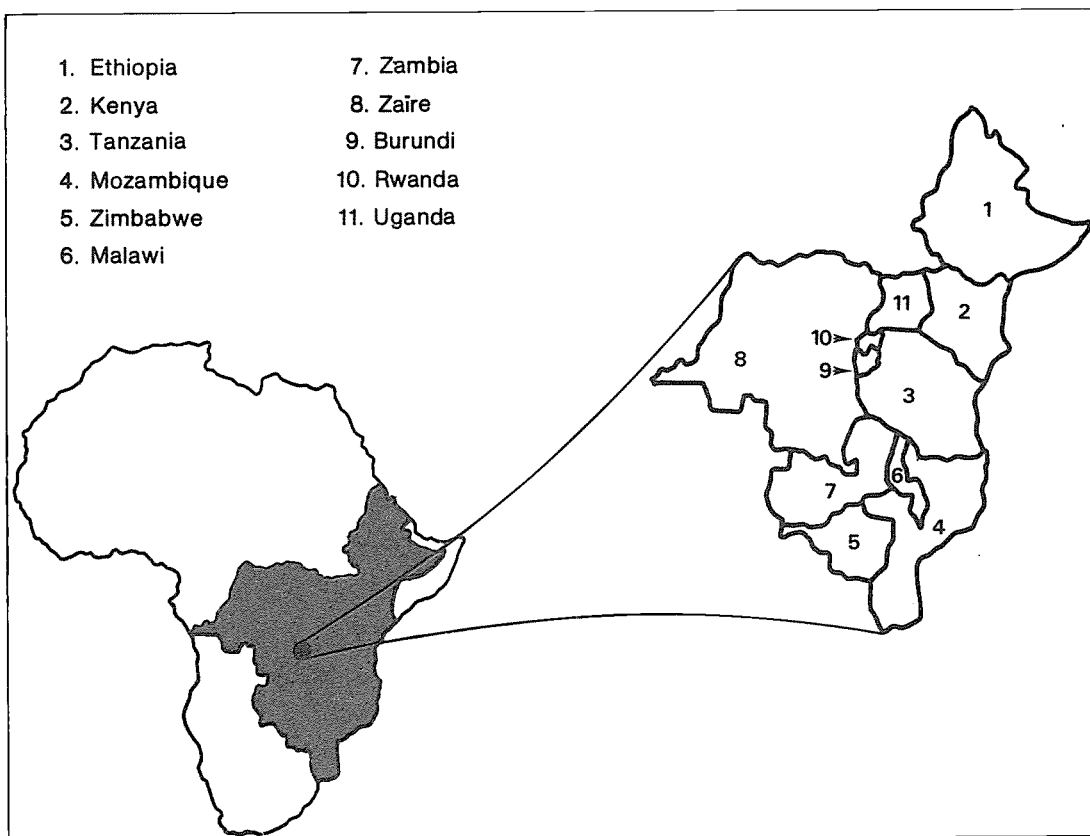 1. Ethiopia
2. Kenya
3. Tanzania
4. Mozambique
5. Zimbabwe
6. Malawi
7. Zambia
8. Zaïre
9. Burundi
10. Rwanda
11. Uganda
1
11
2
10
9
8
3
6
7
4
5